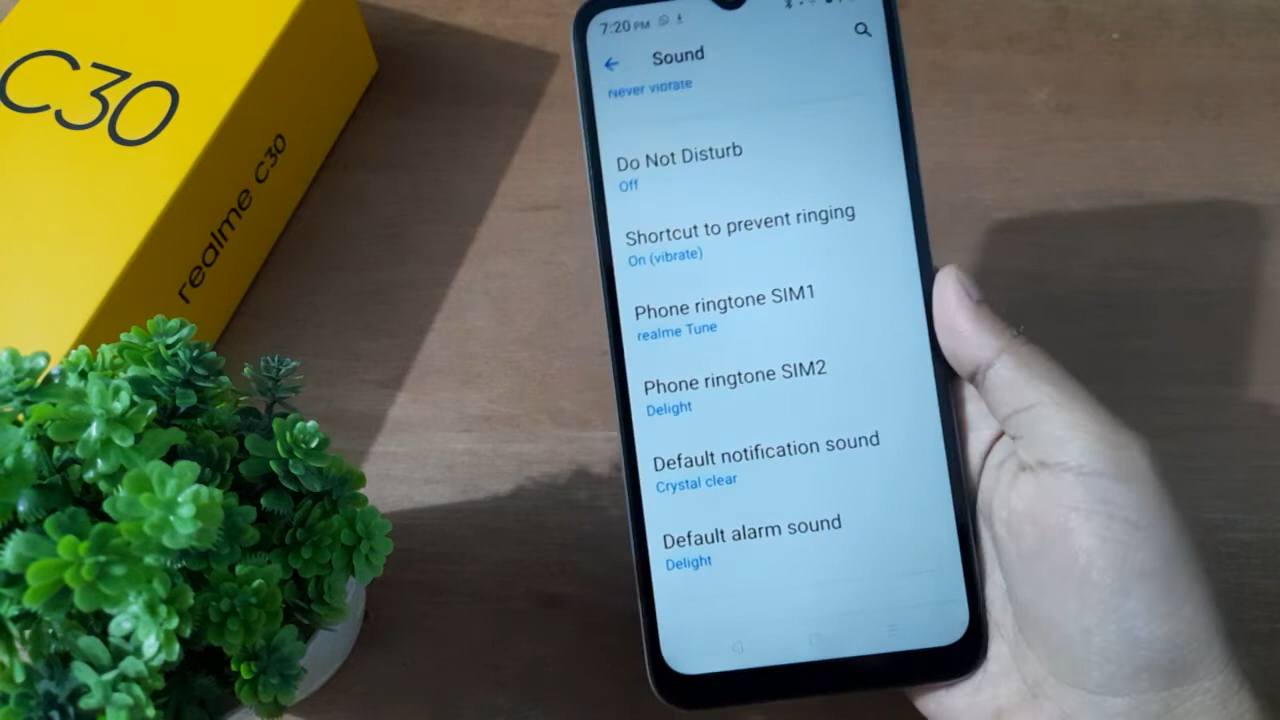 C30
realme C30
7:20 PM
Sound
Never vibrate
Do Not Disturb
Off
Shortcut to prevent ringing
On (vibrate)
Phone ringtone SIM1
realme Tune
Phone ringtone SIM2
Delight
Default notification sound
Crystal clear
Default alarm sound
Delight